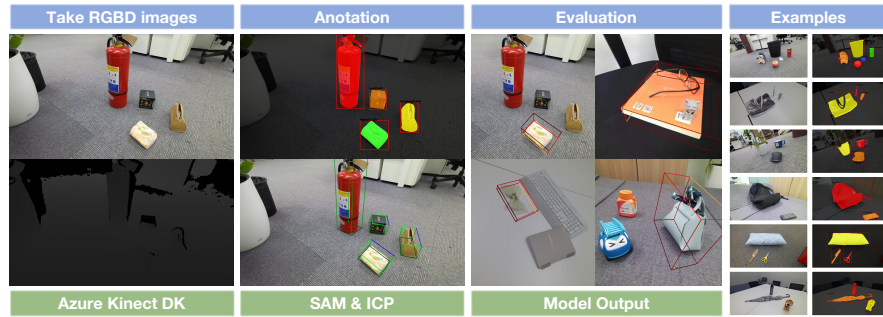 Take RGBD images
Anotation
Evaluation
Examples
Azure Kinect DK
SAM & ICP
Model Output